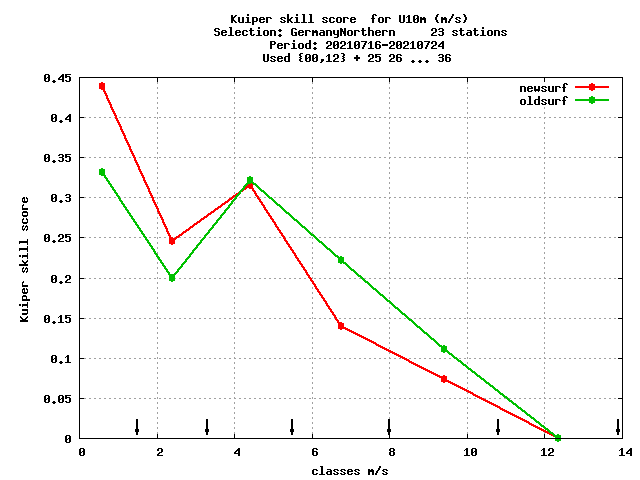 Kuiper skill score  for U10m (m/s)
Selection: GermanyNorthern     23 stations
Period: 20210716-20210724
Used {00,12} + 25 26 ... 36
newsurf
oldsurf
0.45
0.4
0.35
0.3
0.25
0.2
0.15
0.1
0.05
0
Kuiper skill score
0 2 4 6 8 10 12 14
classes m/s